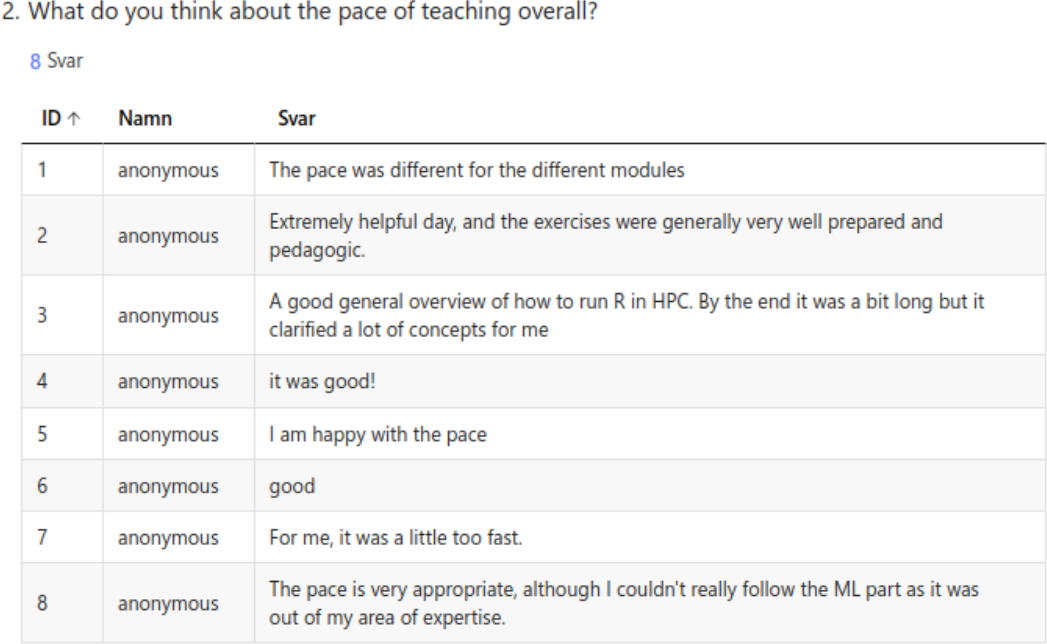 2. What do you think about the pace of teaching overall?
8 Svar
ID ↑ Namn Svar
1 anonymous The pace was different for the different modules
2 anonymous Extremely helpful day, and the exercises were generally very well prepared and
pedagogic.
3 anonymous A good general overview of how to run R in HPC. By the end it was a bit long but it
clarified a lot of concepts for me
4 anonymous it was good!
5 anonymous I am happy with the pace
6 anonymous good
7 anonymous For me, it was a little too fast.
8 anonymous The pace is very appropriate, although I couldn't really follow the ML part as it was
out of my area of expertise.